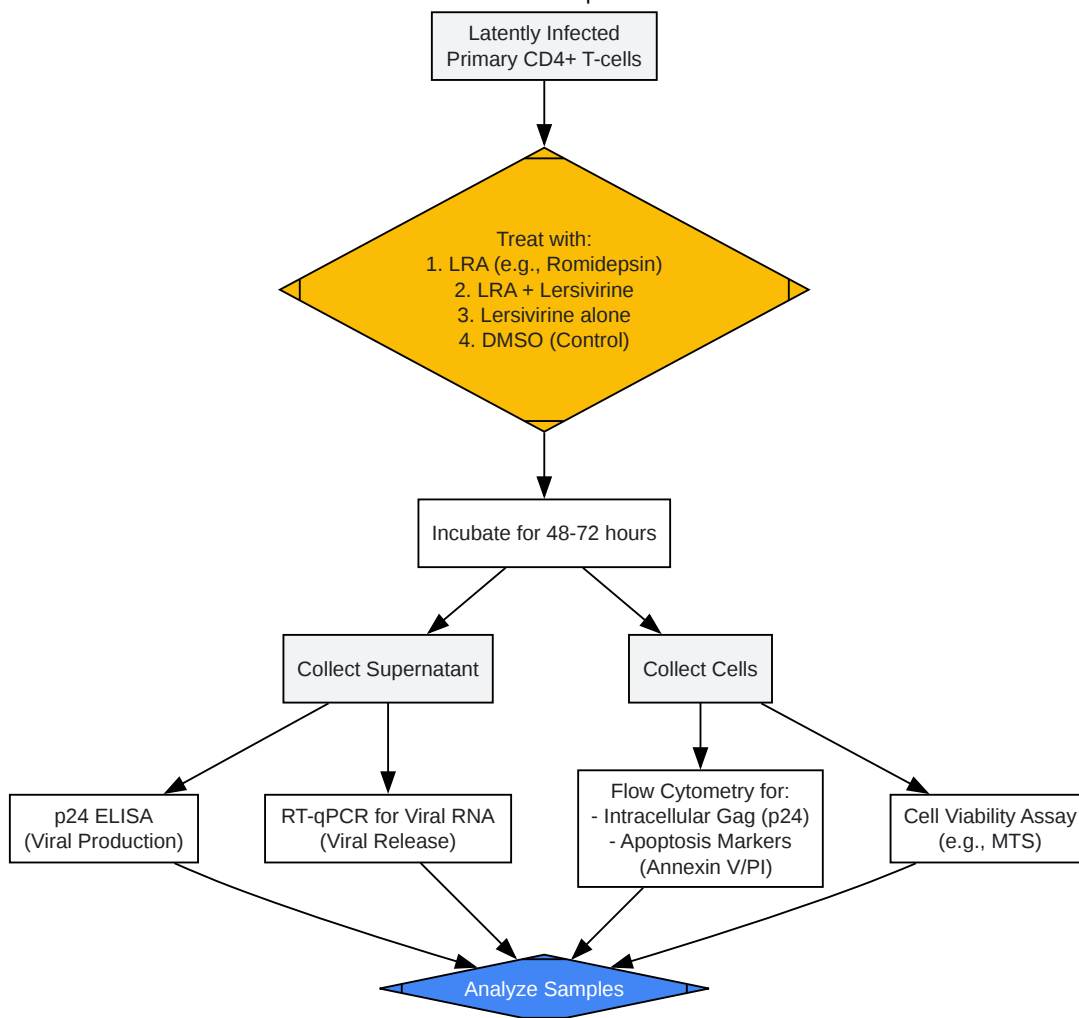 Latently Infected
Primary CD4+ T-cells
Treat with:
1. LRA (e.g., Romidepsin)
2. LRA + Lersivirine
3. Lersivirine alone
4. DMSO (Control)
Incubate for 48-72 hours
Collect Supernatant
Collect Cells
p24 ELISA
(Viral Production)
RT-qPCR for Viral RNA
(Viral Release)
Flow Cytometry for:
- Intracellular Gag (p24)
- Apoptosis Markers
(Annexin V/PI)
Cell Viability Assay
(e.g., MTS)
Analyze Samples